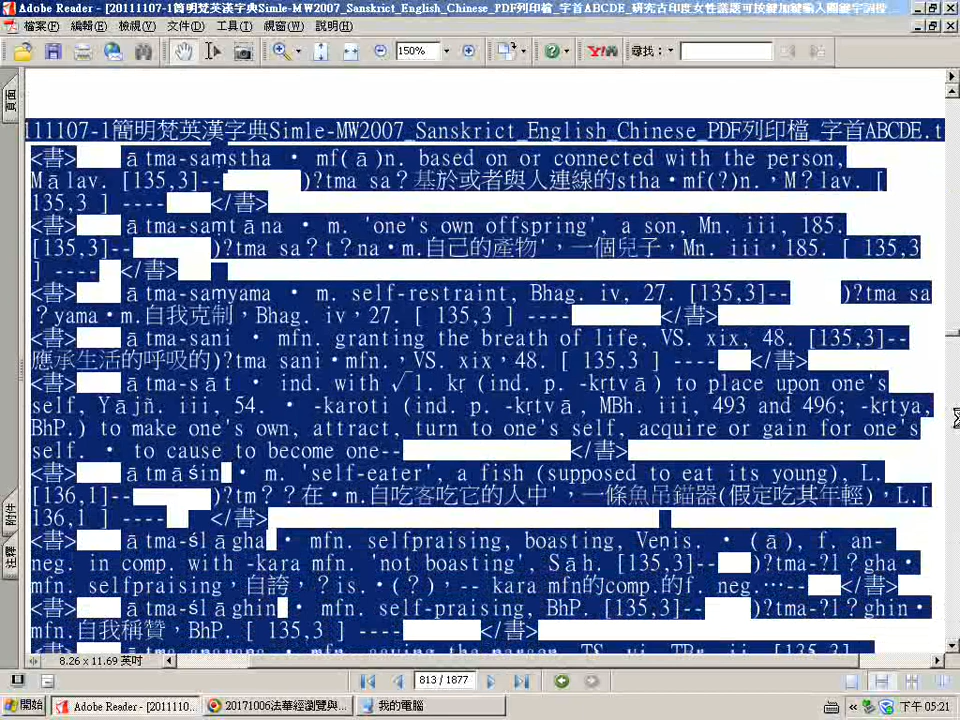 Adobe Reader - [20111107-1簡明梵英漢字典Simle-MW2007_Sanskrict_English_Chinese_PDF列印檔_字首ABCDE_研究古印度女性議題可按
檔案(F) 編輯(E) 檢視(V) 文件(D) 工具(T) 視窗(W) 說明(H)
150% Y! 尋找:
頁面
附件
注釋
111107-1簡明梵英漢字典Simle-MW2007_Sanskrict_English_Chinese_PDF列印檔_字首ABCDE.t
<書> ātma-saṃstha • mf(ā)n. based on or connected with the person,
Mālav. [135,3]-- )?tma sa？基於或者與人連線的stha•mf(?)n.，M？lav. [
135,3 ] ---- </書>
<書> ātma-saṃtāna • m. 'one's own offspring', a son, Mn. iii, 185.
[135,3]-- )?tma sa？t？na•m.自己的產物'，一個兒子，Mn. iii，185. [ 135,3
] ---- </書>
<書> ātma-saṃyama • m. self-restraint, Bhag. iv, 27. [135,3]-- )?tma sa
？yama•m.自我克制，Bhag. iv，27. [ 135,3 ] ---- </書>
<書> ātma-sani • mfn. granting the breath of life, VS. xix, 48. [135,3]--
應承生活的呼吸的)?tma sani•mfn.，VS. xix，48. [ 135,3 ] ---- </書>
<書> ātma-sāt • ind. with √1. kṛ (ind. p. -kṛtvā) to place upon one's
self, Yājñ. iii, 54. • -karoti (ind. p. -kṛtvā, MBh. iii, 493 and 496; -kṛtya,
BhP.) to make one's own, attract, turn to one's self, acquire or gain for one's
self. • to cause to become one-- </書>
<書> ātmāśin • m. 'self-eater', a fish (supposed to eat its young), L.
[136,1]-- )?tm？？在•m.自吃客吃它的人中'，一條魚吊錨器(假定吃其年輕)，L.[
136,1 ] ---- </書>
<書> ātma-ślāgha • mfn. selfpraising, boasting, Veṇis. • (ā), f. an-
neg. in comp. with -kara mfn. 'not boasting', Sāh. [135,3]-- )?tma-?l？gha•
mfn. selfpraising，自誇，?is.•(？)，-- kara mfn的comp.的f. neg.…-- </書>
<書> ātma-ślāghin • mfn. self-praising, BhP. [135,3]-- )?tma-?l？ghin•
mfn.自我稱讚，BhP. [ 135,3 ] ---- </書>
8.26 x 11.69 英吋
813 / 1877
開始 Adobe Reader - [2011110... 20171006法華經瀏覽與... 我的電腦 下午 05:21